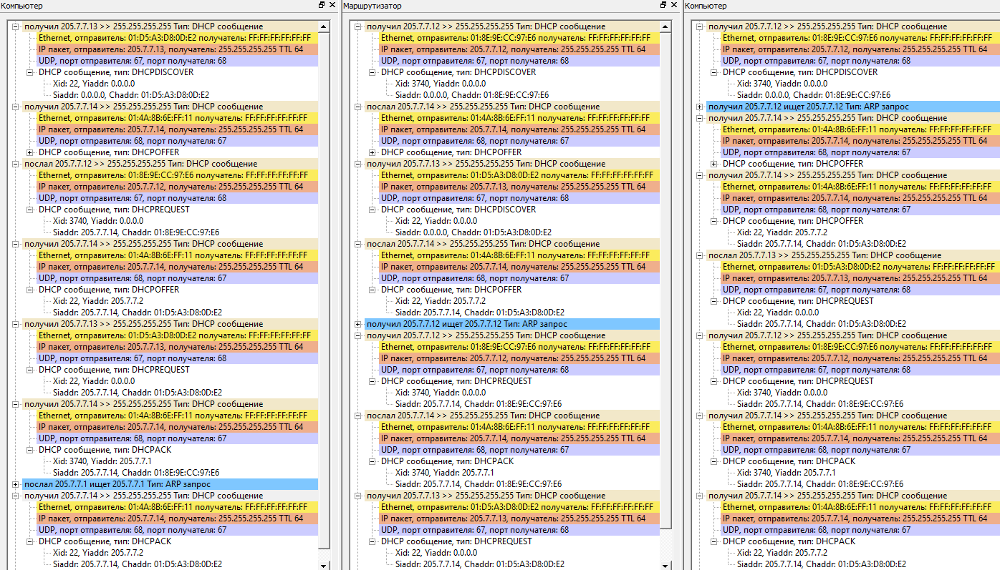 Компьютер
получил 205.7.7.13 >> 255.255.255.255 Тип: DHCP сообщение
Ethernet, отправитель: 01:D5:A3:D8:0D:E2 получатель: FF:FF:FF:FF:FF:FF
IP пакет, отправитель: 205.7.7.13, получатель: 255.255.255.255 TTL 64
UDP, порт отправителя: 67, порт получателя: 68
DHCP сообщение, тип: DHCPDISCOVER
Xid: 22, Yiaddr: 0.0.0.0
Siaddr: 0.0.0.0, Chaddr: 01:D5:A3:D8:0D:E2
получил 205.7.7.14 >> 255.255.255.255 Тип: DHCP сообщение
Ethernet, отправитель: 01:4A:8B:6E:FF:11 получатель: FF:FF:FF:FF:FF:FF
IP пакет, отправитель: 205.7.7.14, получатель: 255.255.255.255 TTL 64
UDP, порт отправителя: 68, порт получателя: 67
DHCP сообщение, тип: DHCPOFFER
послал 205.7.7.12 >> 255.255.255.255 Тип: DHCP сообщение
Ethernet, отправитель: 01:8E:9E:CC:97:E6 получатель: FF:FF:FF:FF:FF:FF
IP пакет, отправитель: 205.7.7.12, получатель: 255.255.255.255 TTL 64
UDP, порт отправителя: 67, порт получателя: 68
DHCP сообщение, тип: DHCPREQUEST
Xid: 3740, Yiaddr: 0.0.0.0
Siaddr: 205.7.7.14, Chaddr: 01:8E:9E:CC:97:E6
получил 205.7.7.14 >> 255.255.255.255 Тип: DHCP сообщение
Ethernet, отправитель: 01:4A:8B:6E:FF:11 получатель: FF:FF:FF:FF:FF:FF
IP пакет, отправитель: 205.7.7.14, получатель: 255.255.255.255 TTL 64
UDP, порт отправителя: 68, порт получателя: 67
DHCP сообщение, тип: DHCPOFFER
Xid: 22, Yiaddr: 205.7.7.2
Siaddr: 205.7.7.14, Chaddr: 01:D5:A3:D8:0D:E2
получил 205.7.7.13 >> 255.255.255.255 Тип: DHCP сообщение
Ethernet, отправитель: 01:D5:A3:D8:0D:E2 получатель: FF:FF:FF:FF:FF:FF
IP пакет, отправитель: 205.7.7.13, получатель: 255.255.255.255 TTL 64
UDP, порт отправителя: 67, порт получателя: 68
DHCP сообщение, тип: DHCPREQUEST
Xid: 22, Yiaddr: 0.0.0.0
Siaddr: 205.7.7.14, Chaddr: 01:D5:A3:D8:0D:E2
получил 205.7.7.14 >> 255.255.255.255 Тип: DHCP сообщение
Ethernet, отправитель: 01:4A:8B:6E:FF:11 получатель: FF:FF:FF:FF:FF:FF
IP пакет, отправитель: 205.7.7.14, получатель: 255.255.255.255 TTL 64
UDP, порт отправителя: 68, порт получателя: 67
DHCP сообщение, тип: DHCPACK
Xid: 3740, Yiaddr: 205.7.7.1
Siaddr: 205.7.7.14, Chaddr: 01:8E:9E:CC:97:E6
послал 205.7.7.1 ищет 205.7.7.1 Тип: ARP запрос
получил 205.7.7.14 >> 255.255.255.255 Тип: DHCP сообщение
Ethernet, отправитель: 01:4A:8B:6E:FF:11 получатель: FF:FF:FF:FF:FF:FF
IP пакет, отправитель: 205.7.7.14, получатель: 255.255.255.255 TTL 64
UDP, порт отправителя: 68, порт получателя: 67
DHCP сообщение, тип: DHCPACK
Xid: 22, Yiaddr: 205.7.7.2
Siaddr: 205.7.7.14, Chaddr: 01:D5:A3:D8:0D:E2
Маршрутизатор
получил 205.7.7.12 >> 255.255.255.255 Тип: DHCP сообщение
Ethernet, отправитель: 01:8E:9E:CC:97:E6 получатель: FF:FF:FF:FF:FF:FF
IP пакет, отправитель: 205.7.7.12, получатель: 255.255.255.255 TTL 64
UDP, порт отправителя: 67, порт получателя: 68
DHCP сообщение, тип: DHCPDISCOVER
Xid: 3740, Yiaddr: 0.0.0.0
Siaddr: 0.0.0.0, Chaddr: 01:8E:9E:CC:97:E6
послал 205.7.7.14 >> 255.255.255.255 Тип: DHCP сообщение
Ethernet, отправитель: 01:4A:8B:6E:FF:11 получатель: FF:FF:FF:FF:FF:FF
IP пакет, отправитель: 205.7.7.14, получатель: 255.255.255.255 TTL 64
UDP, порт отправителя: 68, порт получателя: 67
DHCP сообщение, тип: DHCPOFFER
получил 205.7.7.13 >> 255.255.255.255 Тип: DHCP сообщение
Ethernet, отправитель: 01:D5:A3:D8:0D:E2 получатель: FF:FF:FF:FF:FF:FF
IP пакет, отправитель: 205.7.7.13, получатель: 255.255.255.255 TTL 64
UDP, порт отправителя: 67, порт получателя: 68
DHCP сообщение, тип: DHCPDISCOVER
Xid: 22, Yiaddr: 0.0.0.0
Siaddr: 0.0.0.0, Chaddr: 01:D5:A3:D8:0D:E2
послал 205.7.7.14 >> 255.255.255.255 Тип: DHCP сообщение
Ethernet, отправитель: 01:4A:8B:6E:FF:11 получатель: FF:FF:FF:FF:FF:FF
IP пакет, отправитель: 205.7.7.14, получатель: 255.255.255.255 TTL 64
UDP, порт отправителя: 68, порт получателя: 67
DHCP сообщение, тип: DHCPOFFER
Xid: 22, Yiaddr: 205.7.7.2
Siaddr: 205.7.7.14, Chaddr: 01:D5:A3:D8:0D:E2
получил 205.7.7.12 ищет 205.7.7.12 Тип: ARP запрос
получил 205.7.7.12 >> 255.255.255.255 Тип: DHCP сообщение
Ethernet, отправитель: 01:8E:9E:CC:97:E6 получатель: FF:FF:FF:FF:FF:FF
IP пакет, отправитель: 205.7.7.12, получатель: 255.255.255.255 TTL 64
UDP, порт отправителя: 67, порт получателя: 68
DHCP сообщение, тип: DHCPREQUEST
Xid: 3740, Yiaddr: 0.0.0.0
Siaddr: 205.7.7.14, Chaddr: 01:8E:9E:CC:97:E6
послал 205.7.7.14 >> 255.255.255.255 Тип: DHCP сообщение
Ethernet, отправитель: 01:4A:8B:6E:FF:11 получатель: FF:FF:FF:FF:FF:FF
IP пакет, отправитель: 205.7.7.14, получатель: 255.255.255.255 TTL 64
UDP, порт отправителя: 68, порт получателя: 67
DHCP сообщение, тип: DHCPACK
Xid: 3740, Yiaddr: 205.7.7.1
Siaddr: 205.7.7.14, Chaddr: 01:8E:9E:CC:97:E6
получил 205.7.7.13 >> 255.255.255.255 Тип: DHCP сообщение
Ethernet, отправитель: 01:D5:A3:D8:0D:E2 получатель: FF:FF:FF:FF:FF:FF
IP пакет, отправитель: 205.7.7.13, получатель: 255.255.255.255 TTL 64
UDP, порт отправителя: 67, порт получателя: 68
DHCP сообщение, тип: DHCPREQUEST
Xid: 22, Yiaddr: 0.0.0.0
Siaddr: 205.7.7.14, Chaddr: 01:D5:A3:D8:0D:E2
Компьютер
получил 205.7.7.12 >> 255.255.255.255 Тип: DHCP сообщение
Ethernet, отправитель: 01:8E:9E:CC:97:E6 получатель: FF:FF:FF:FF:FF:FF
IP пакет, отправитель: 205.7.7.12, получатель: 255.255.255.255 TTL 64
UDP, порт отправителя: 67, порт получателя: 68
DHCP сообщение, тип: DHCPDISCOVER
Xid: 3740, Yiaddr: 0.0.0.0
Siaddr: 0.0.0.0, Chaddr: 01:8E:9E:CC:97:E6
получил 205.7.7.12 ищет 205.7.7.12 Тип: ARP запрос
получил 205.7.7.14 >> 255.255.255.255 Тип: DHCP сообщение
Ethernet, отправитель: 01:4A:8B:6E:FF:11 получатель: FF:FF:FF:FF:FF:FF
IP пакет, отправитель: 205.7.7.14, получатель: 255.255.255.255 TTL 64
UDP, порт отправителя: 68, порт получателя: 67
DHCP сообщение, тип: DHCPOFFER
получил 205.7.7.14 >> 255.255.255.255 Тип: DHCP сообщение
Ethernet, отправитель: 01:4A:8B:6E:FF:11 получатель: FF:FF:FF:FF:FF:FF
IP пакет, отправитель: 205.7.7.14, получатель: 255.255.255.255 TTL 64
UDP, порт отправителя: 68, порт получателя: 67
DHCP сообщение, тип: DHCPOFFER
Xid: 22, Yiaddr: 205.7.7.2
Siaddr: 205.7.7.14, Chaddr: 01:D5:A3:D8:0D:E2
послал 205.7.7.13 >> 255.255.255.255 Тип: DHCP сообщение
Ethernet, отправитель: 01:D5:A3:D8:0D:E2 получатель: FF:FF:FF:FF:FF:FF
IP пакет, отправитель: 205.7.7.13, получатель: 255.255.255.255 TTL 64
UDP, порт отправителя: 67, порт получателя: 68
DHCP сообщение, тип: DHCPREQUEST
Xid: 22, Yiaddr: 0.0.0.0
Siaddr: 205.7.7.14, Chaddr: 01:D5:A3:D8:0D:E2
получил 205.7.7.12 >> 255.255.255.255 Тип: DHCP сообщение
Ethernet, отправитель: 01:8E:9E:CC:97:E6 получатель: FF:FF:FF:FF:FF:FF
IP пакет, отправитель: 205.7.7.12, получатель: 255.255.255.255 TTL 64
UDP, порт отправителя: 67, порт получателя: 68
DHCP сообщение, тип: DHCPREQUEST
Xid: 3740, Yiaddr: 0.0.0.0
Siaddr: 205.7.7.14, Chaddr: 01:8E:9E:CC:97:E6
получил 205.7.7.14 >> 255.255.255.255 Тип: DHCP сообщение
Ethernet, отправитель: 01:4A:8B:6E:FF:11 получатель: FF:FF:FF:FF:FF:FF
IP пакет, отправитель: 205.7.7.14, получатель: 255.255.255.255 TTL 64
UDP, порт отправителя: 68, порт получателя: 67
DHCP сообщение, тип: DHCPACK
Xid: 3740, Yiaddr: 205.7.7.1
Siaddr: 205.7.7.14, Chaddr: 01:8E:9E:CC:97:E6
получил 205.7.7.14 >> 255.255.255.255 Тип: DHCP сообщение
Ethernet, отправитель: 01:4A:8B:6E:FF:11 получатель: FF:FF:FF:FF:FF:FF
IP пакет, отправитель: 205.7.7.14, получатель: 255.255.255.255 TTL 64
UDP, порт отправителя: 68, порт получателя: 67
DHCP сообщение, тип: DHCPACK
Xid: 22, Yiaddr: 205.7.7.2
Siaddr: 205.7.7.14, Chaddr: 01:D5:A3:D8:0D:E2